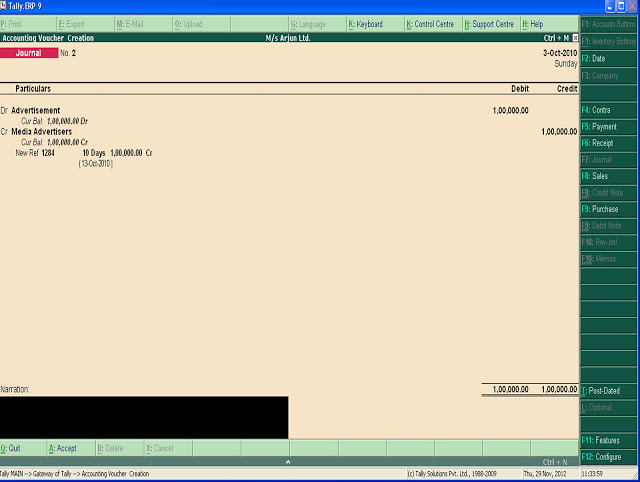 Tally.ERP 9
P: Print E: Export M: E-Mail O: Upload G: Language K: Keyboard K: Control Centre H: Support Centre H: Help
Accounting Voucher Creation M/s Arjun Ltd. Ctrl + M
Journal No. 2 3-Oct-2010
Sunday
Particulars Debit Credit
Dr Advertisement 1,00,000.00
Cur Bal: 1,00,000.00 Dr
Cr Media Advertisers 1,00,000.00
Cur Bal: 1,00,000.00 Cr
New Ref 1284 10 Days 1,00,000.00 Cr
(13-Oct-2010)
Narration: 1,00,000.00 1,00,000.00
F1: Accounts Buttons
F1: Inventory Buttons
F2: Date
F3: Company
F4: Contra
F5: Payment
F6: Receipt
F7: Journal
F8: Sales
F8: Credit Note
F9: Purchase
F9: Debit Note
F10: Rev Jrnl
F10: Memos
T: Post-Dated
L: Optional
F11: Features
F12: Configure
Q: Quit A: Accept D: Delete X: Cancel
Ctrl + N
Tally MAIN --> Gateway of Tally --> Accounting Voucher Creation (c) Tally Solutions Pvt. Ltd., 1988-2009 Thu, 29 Nov, 2012 11:33:59